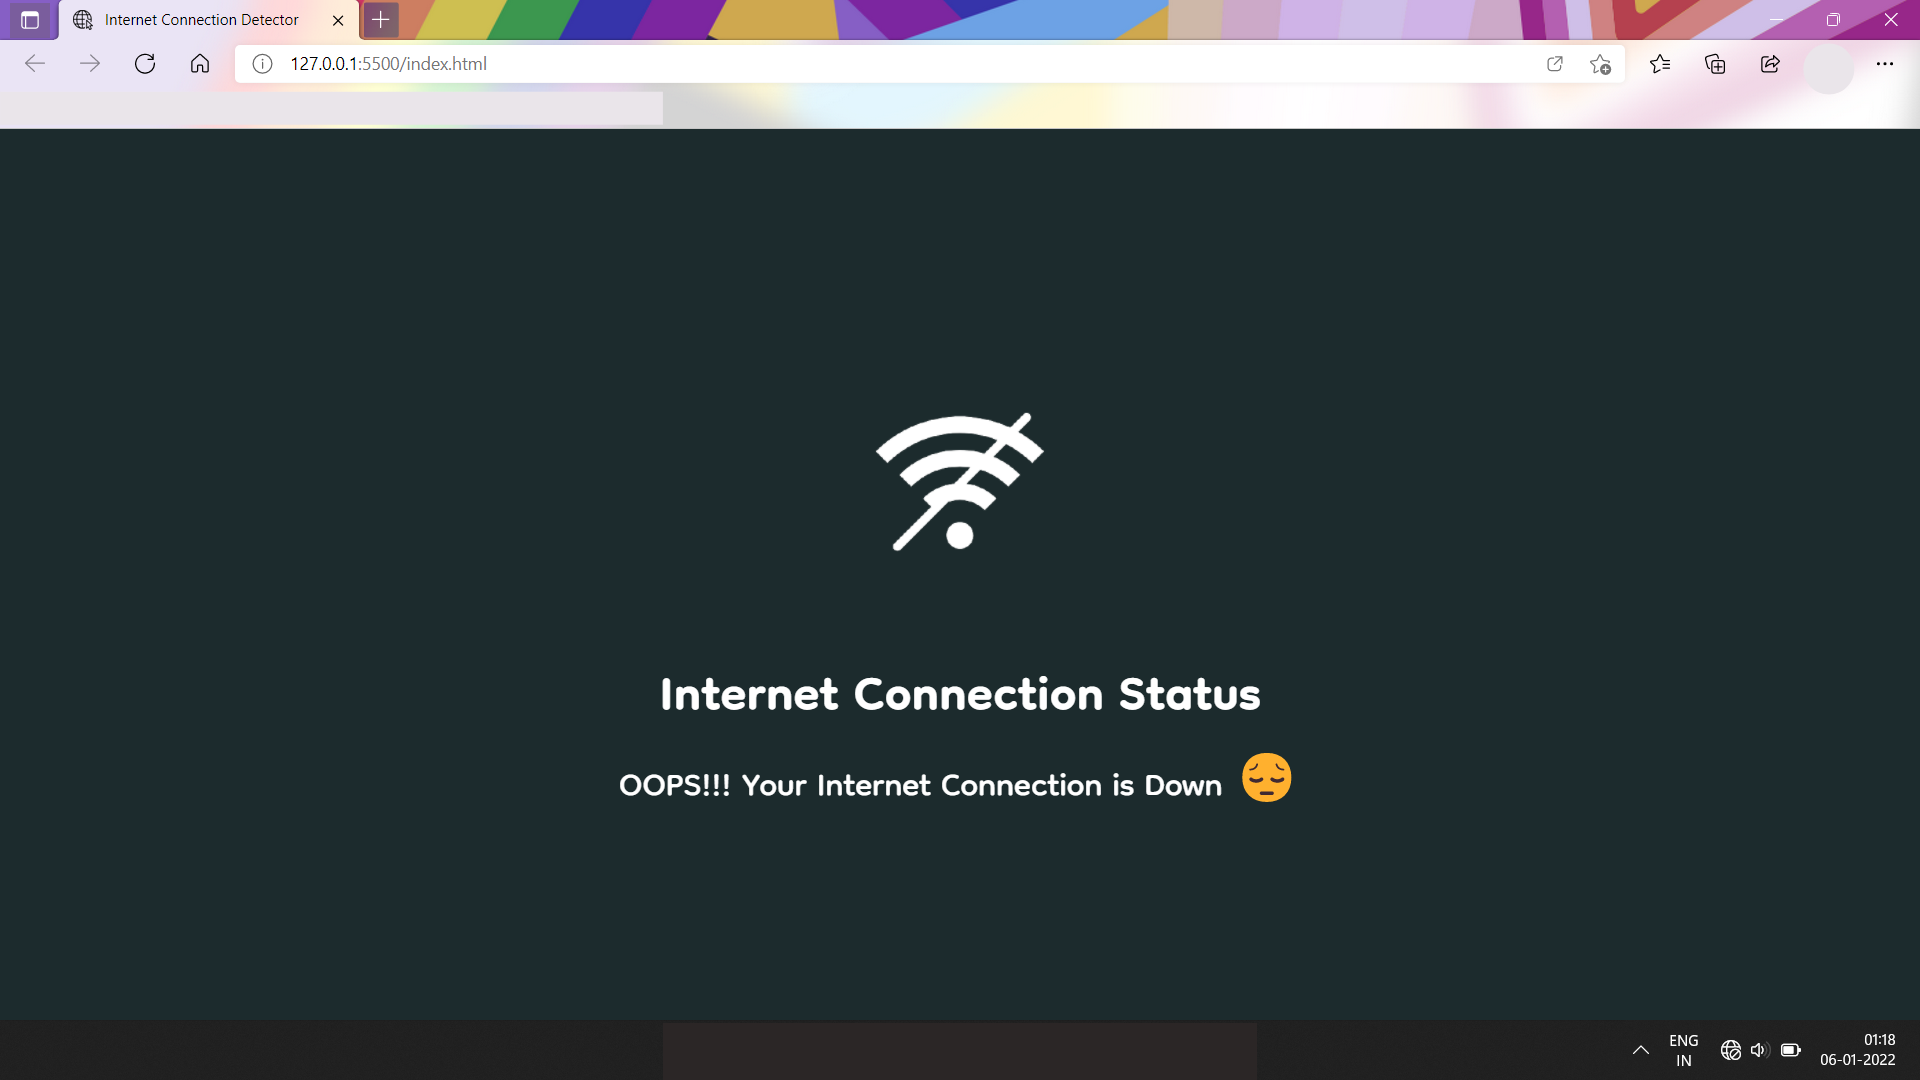 Internet Connection Detector
127.0.0.1:5500/index.html
Internet Connection Status
OOPS!!! Your Internet Connection is Down 😔
ENG
IN
01:18
06-01-2022